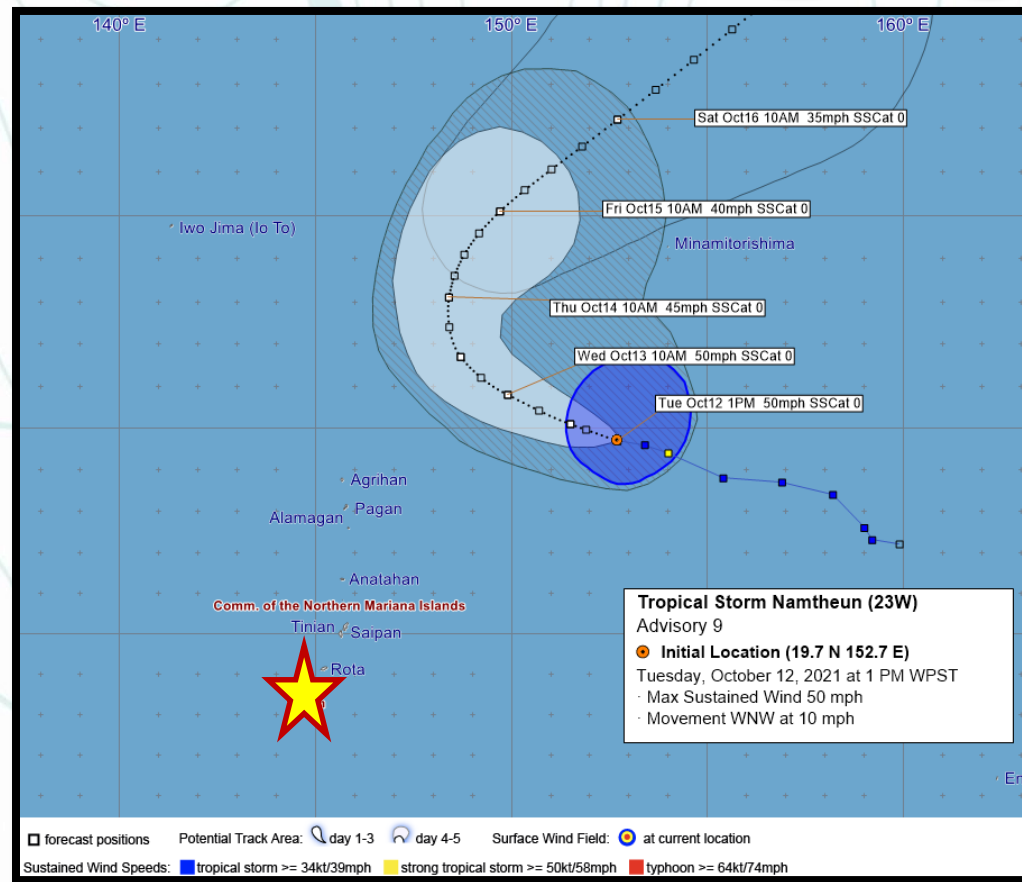 140º E
150º E
160º E
Sat Oct16 10AM 35mph SSCat 0
Fri Oct15 10AM 40mph SSCat 0
Iwo Jima (Io To)
Minamitorishima
Thu Oct14 10AM 45mph SSCat 0
Wed Oct13 10AM 50mph SSCat 0
Tue Oct12 1PM 50mph SSCat 0
Agrihan
Pagan
Alamagan
Anatahan
Comm. of the Northern Mariana Islands
Tinian
Saipan
Rota
Tropical Storm Namtheun (23W)
Advisory 9
Initial Location (19.7 N 152.7 E)
Tuesday, October 12, 2021 at 1 PM WPST
· Max Sustained Wind 50 mph
· Movement WNW at 10 mph
forecast positions Potential Track Area: day 1-3 day 4-5 Surface Wind Field: at current location
Sustained Wind Speeds: tropical storm >= 34kt/39mph strong tropical storm >= 50kt/58mph typhoon >= 64kt/74mph